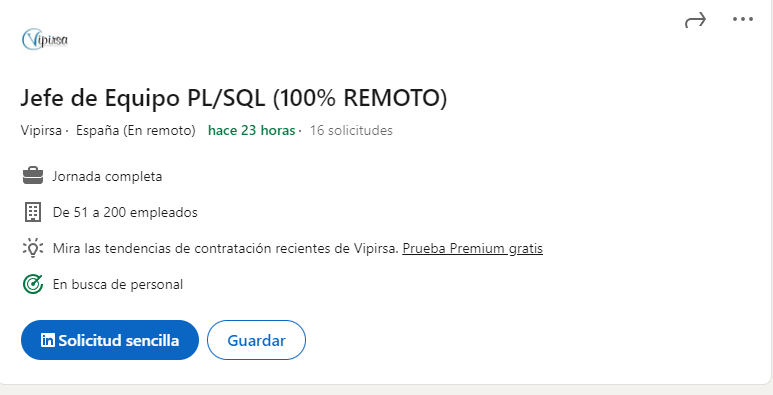 Vipirsa
Jefe de Equipo PL/SQL (100% REMOTO)
Vipirsa · España (En remoto) hace 23 horas · 16 solicitudes
Jornada completa
De 51 a 200 empleados
Mira las tendencias de contratación recientes de Vipirsa. Prueba Premium gratis
En busca de personal
in Solicitud sencilla
Guardar